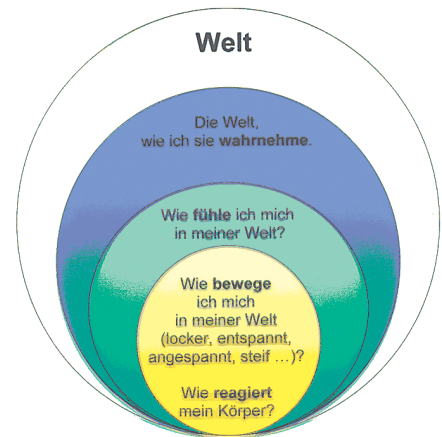 Welt
Die Welt,
wie ich sie wahrnehme.
Wie fühle ich mich
in meiner Welt?
Wie bewege
ich mich
in meiner Welt
(locker, entspannt,
angespannt, steif ...)?
Wie reagiert
mein Körper?